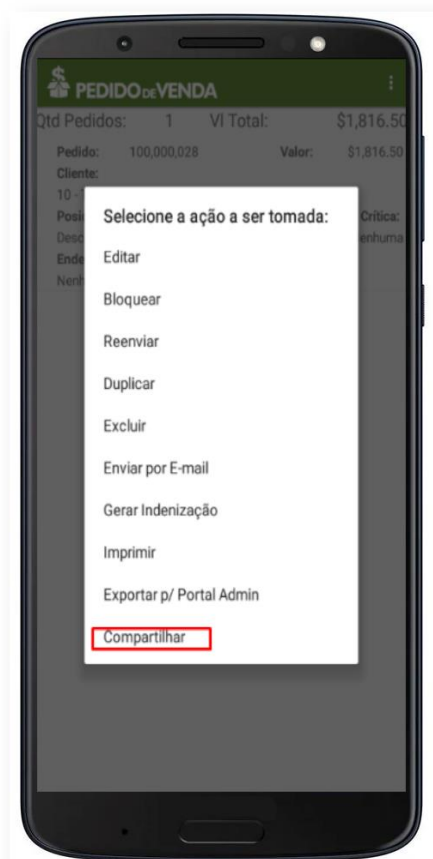 $ PEDIDO DE VENDA
Qtd Pedidos: 1 Vl Total: $1,816.50
Pedido: 100,000,028 Valor: $1,816.50
Cliente:
10 -
Selecione a ação a ser tomada:
Crítica:
Editar
Bloquear
Reenviar
Duplicar
Excluir
Enviar por E-mail
Gerar Indenização
Imprimir
Exportar p/ Portal Admin
Compartilhar